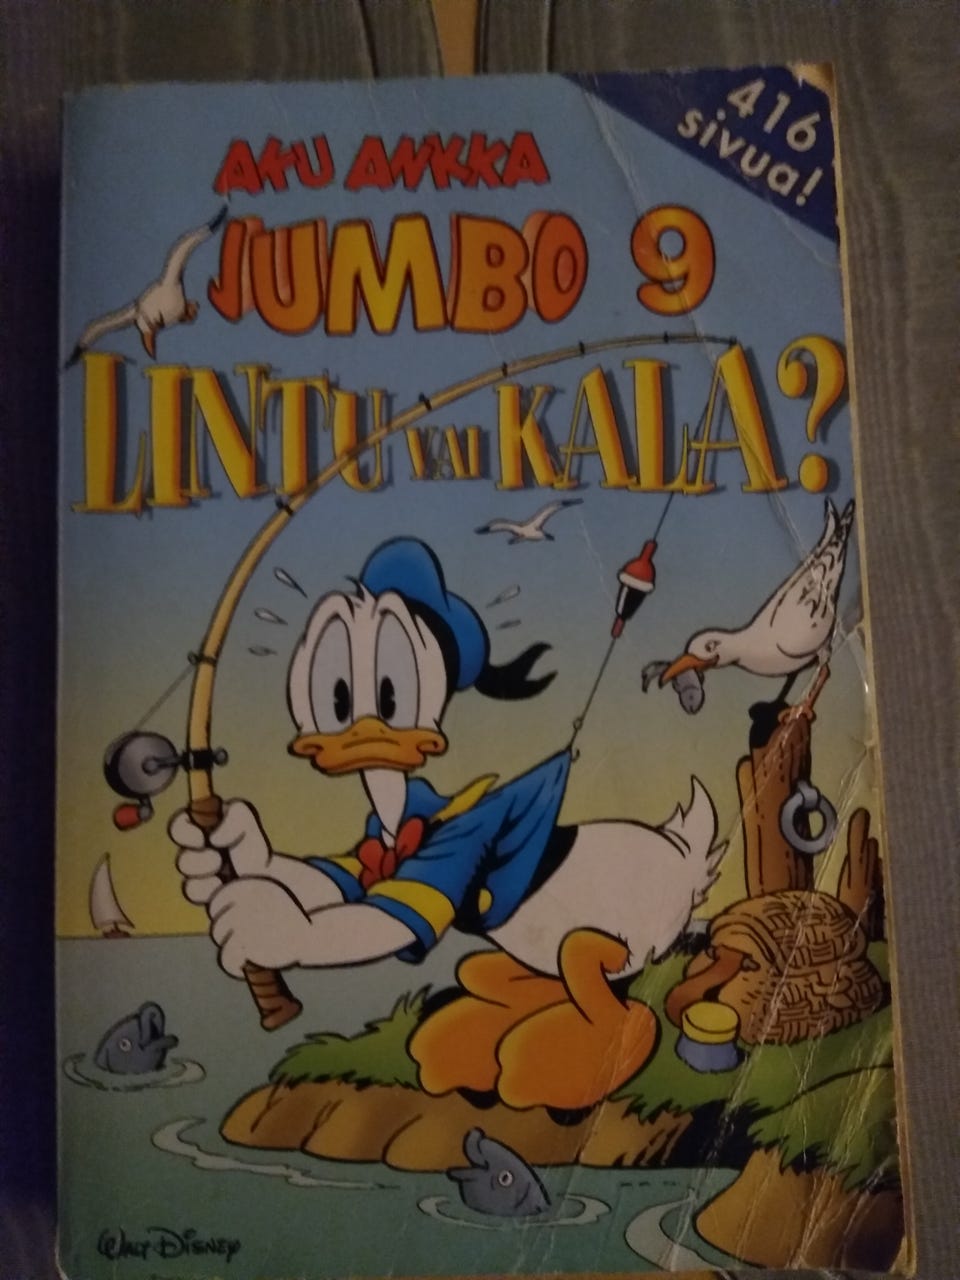 416
sivua!
AKU ANKKA
JUMBO 9
LINTU VAI KALA?
WALT DISNEY